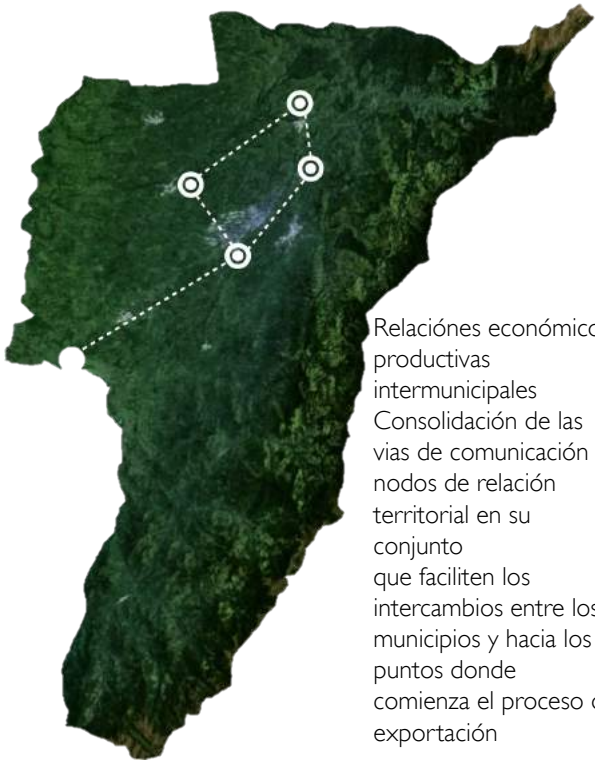 Relaciónes económico
productivas
intermunicipales
Consolidación de las
vias de comunicación
nodos de relación
territorial en su
conjunto
que faciliten los
intercambios entre los
municipios y hacia los
puntos donde
comienza el proceso
exportación